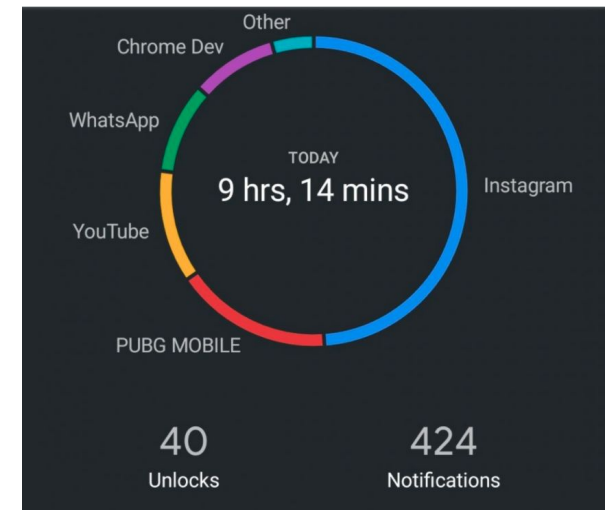 Other
Chrome Dev
WhatsApp
TODAY
9 hrs, 14 mins
Instagram
YouTube
PUBG MOBILE
40
Unlocks
424
Notifications